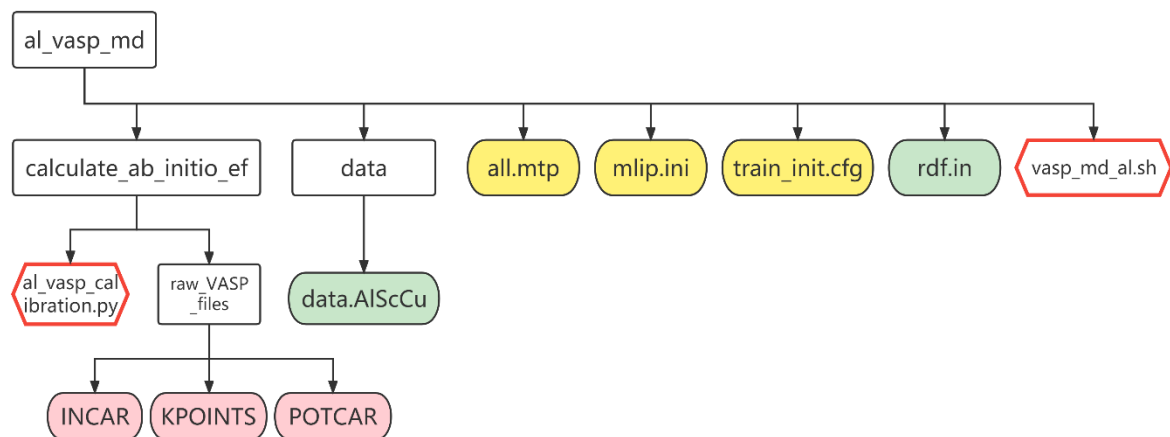 al_vasp_md
calculate_ab_initio_ef
data
all.mtp
mlip.ini
train_init.cfg
rdf.in
vasp_md_al.sh
al_vasp_cal
ibration.py
raw_VASP
_files
data.AlScCu
INCAR
KPOINTS
POTCAR